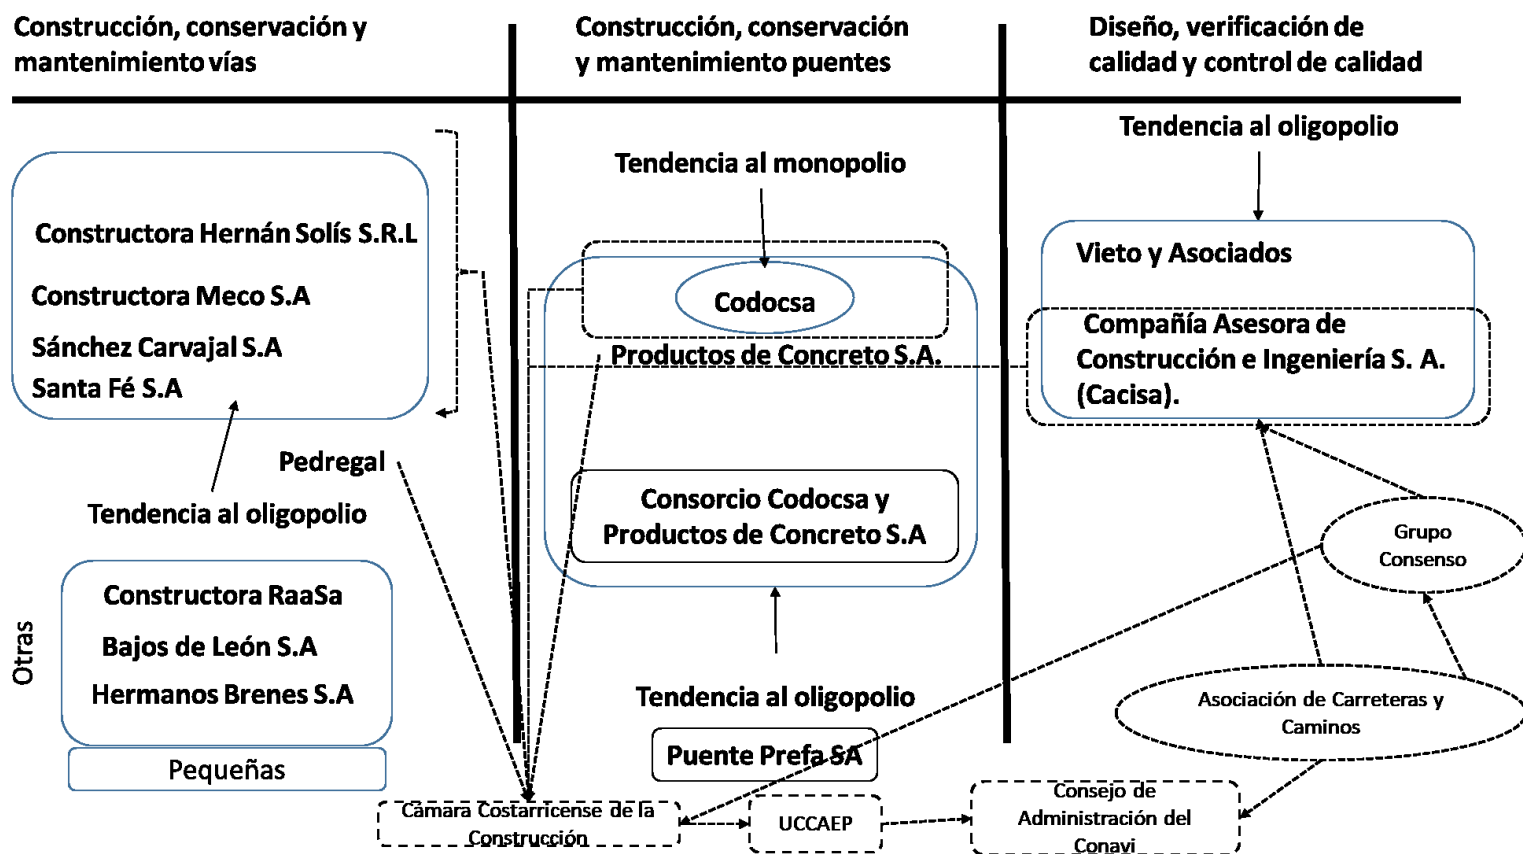 Construcción, conservación y
mantenimiento vías
Construcción, conservación
y mantenimiento puentes
Diseño, verificación de
calidad y control de calidad
Constructora Hernán Solís S.R.L
Constructora Meco S.A
Sánchez Carvajal S.A
Santa Fé S.A
Pedregal
Tendencia al oligopolio
Otras
Constructora RaaSa
Bajos de León S.A
Hermanos Brenes S.A
Pequeñas
Tendencia al monopolio
Codocsa
Productos de Concreto S.A.
Consorcio Codocsa y
Productos de Concreto S.A
Tendencia al oligopolio
Puente Prefa SA
Tendencia al oligopolio
Vieto y Asociados
Compañía Asesora de
Construcción e Ingeniería S. A.
(Cacisa).
Grupo
Consenso
Asociación de Carreteras y
Caminos
Cámara Costarricense de la
Construcción
UCCAEP
Consejo de
Administración del
Conavi